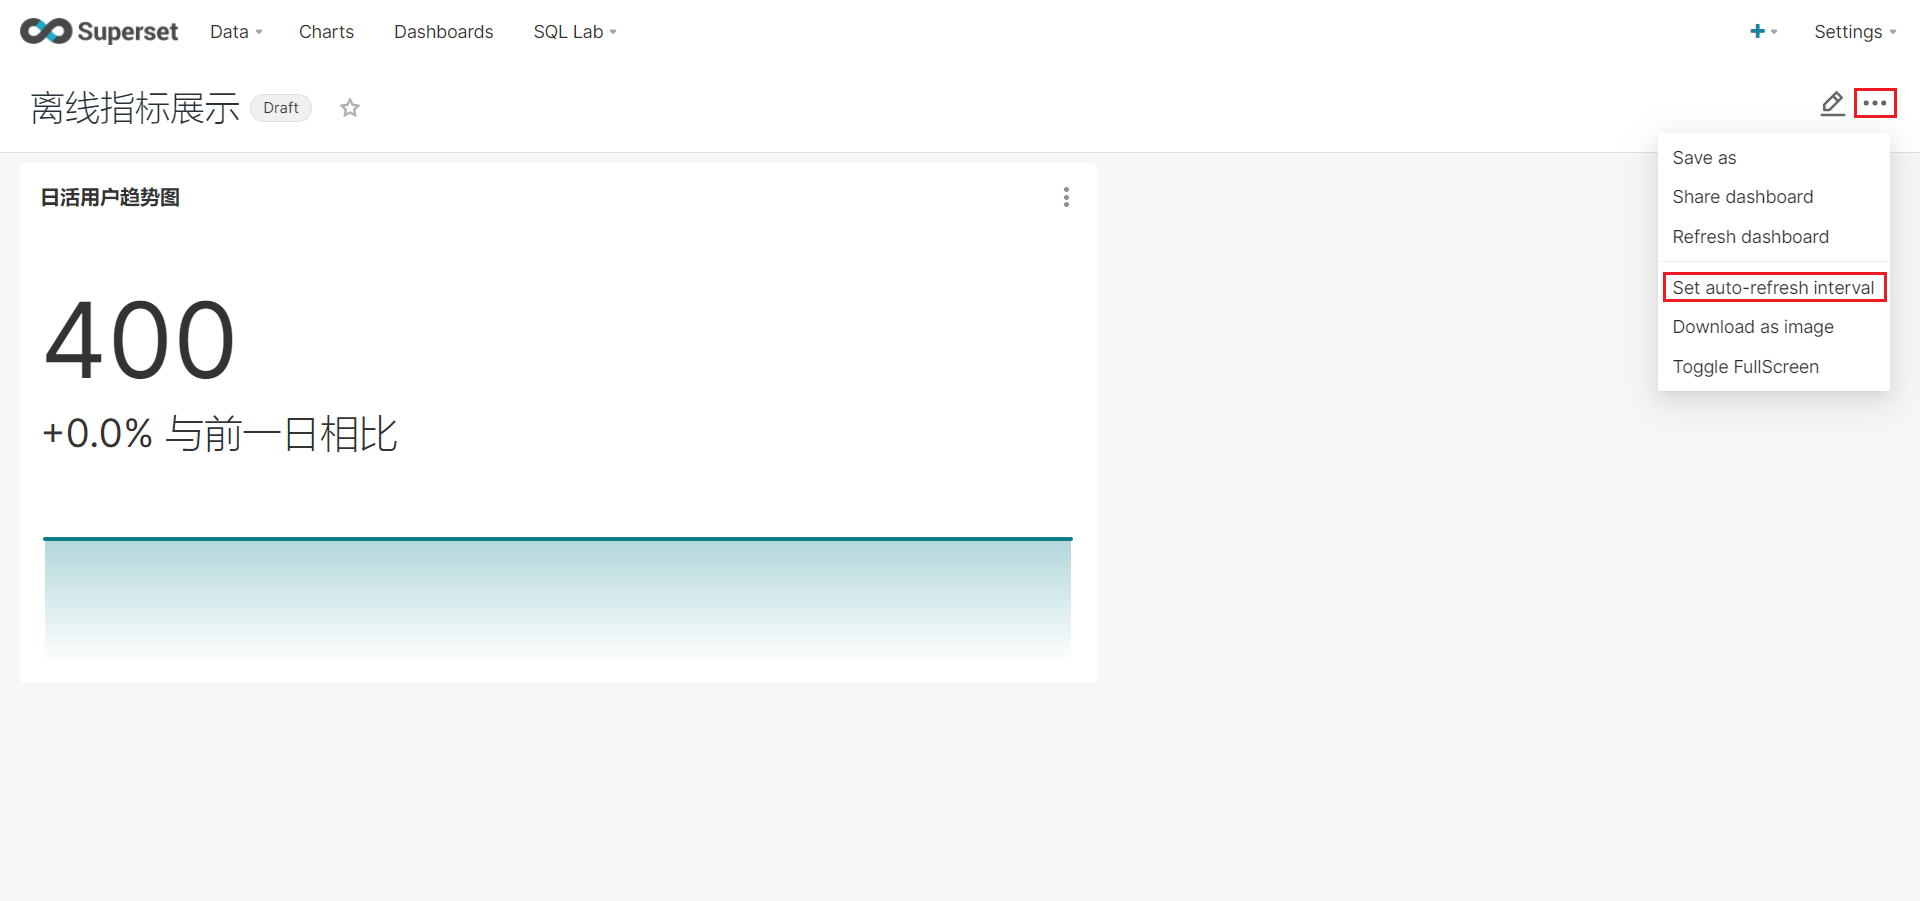 Superset Data Charts Dashboards SQL Lab + Settings
离线指标展示 Draft
Save as
Share dashboard
Refresh dashboard
Set auto-refresh interval
Download as image
Toggle FullScreen
日活用户趋势图
400
+0.0% 与前一日相比